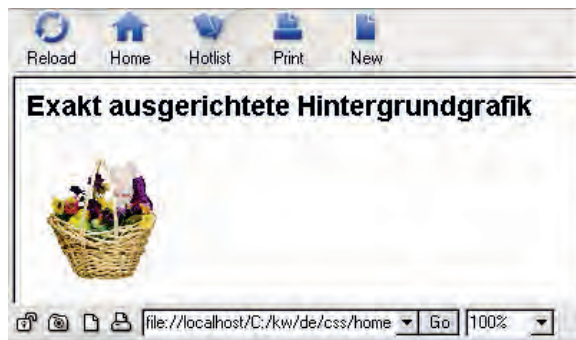 Reload Home Hotlist Print New
Exakt ausgerichtete Hintergrundgrafik
file://localhost/C:/kw/de/css/home Go 100%